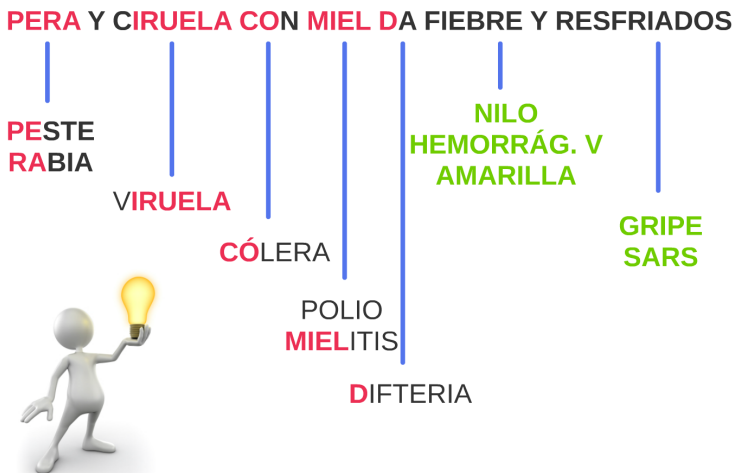 PERA Y CIRUELA CON MIEL DA FIEBRE Y RESFRIADOS
PESTE
RABIA
VIRUELA
CÓLERA
POLIO
MIELITIS
DIFTERIA
NILO
HEMORRÁG. V
AMARILLA
GRIPE
SARS